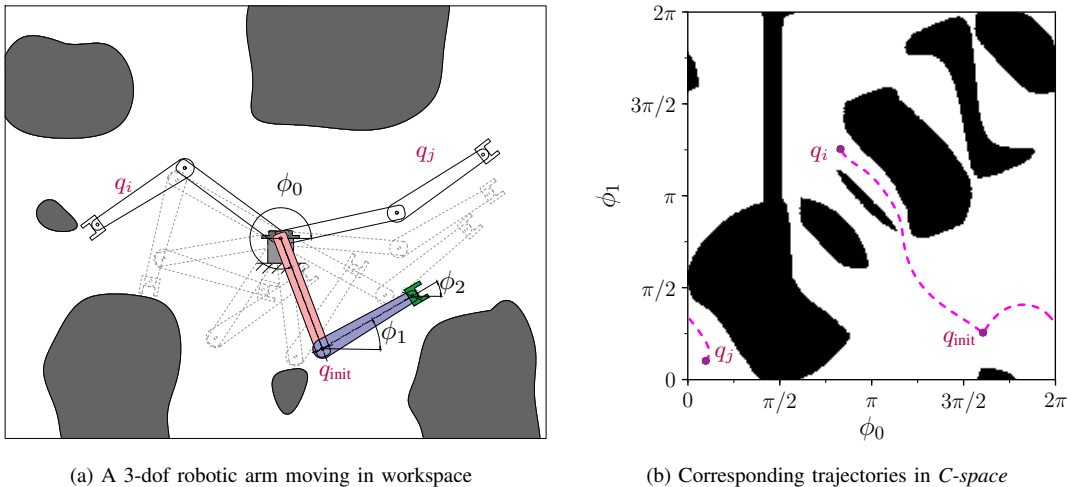 q_i
q_j
ϕ_0
ϕ_2
ϕ_1
q_init
(a) A 3-dof robotic arm moving in workspace
2π
3π/2
π
π/2
0
ϕ_1
q_i
q_init
q_j
0
π/2
π
3π/2
2π
ϕ_0
(b) Corresponding trajectories in C-space